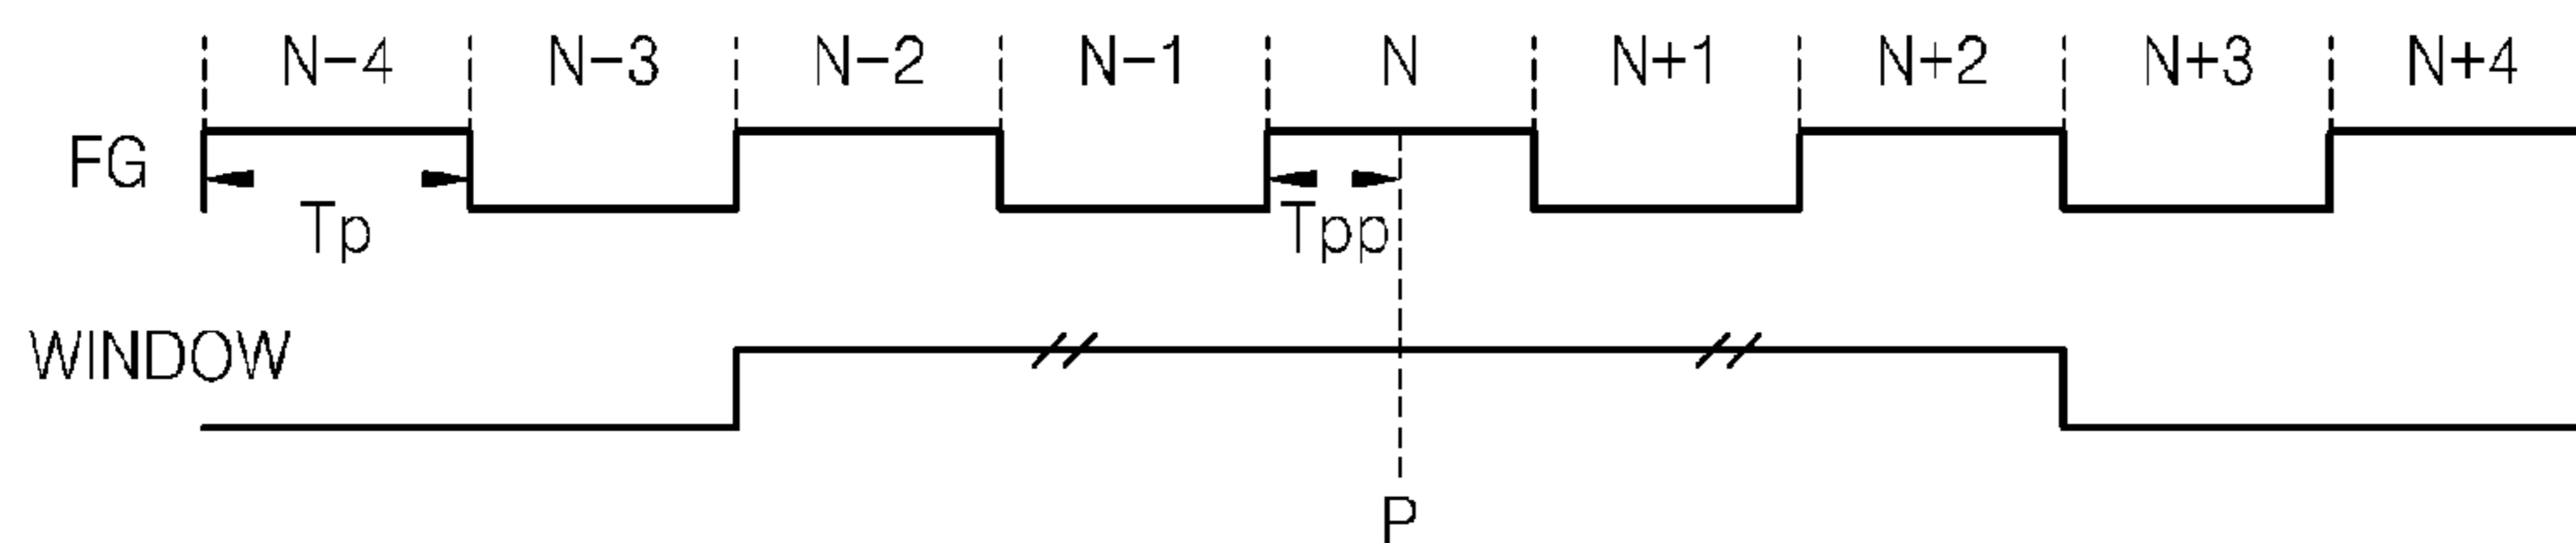 N-4 N-3 N-2 N-1 N N+1 N+2 N+3 N+4
FG
Tp Tpp
WINDOW
P